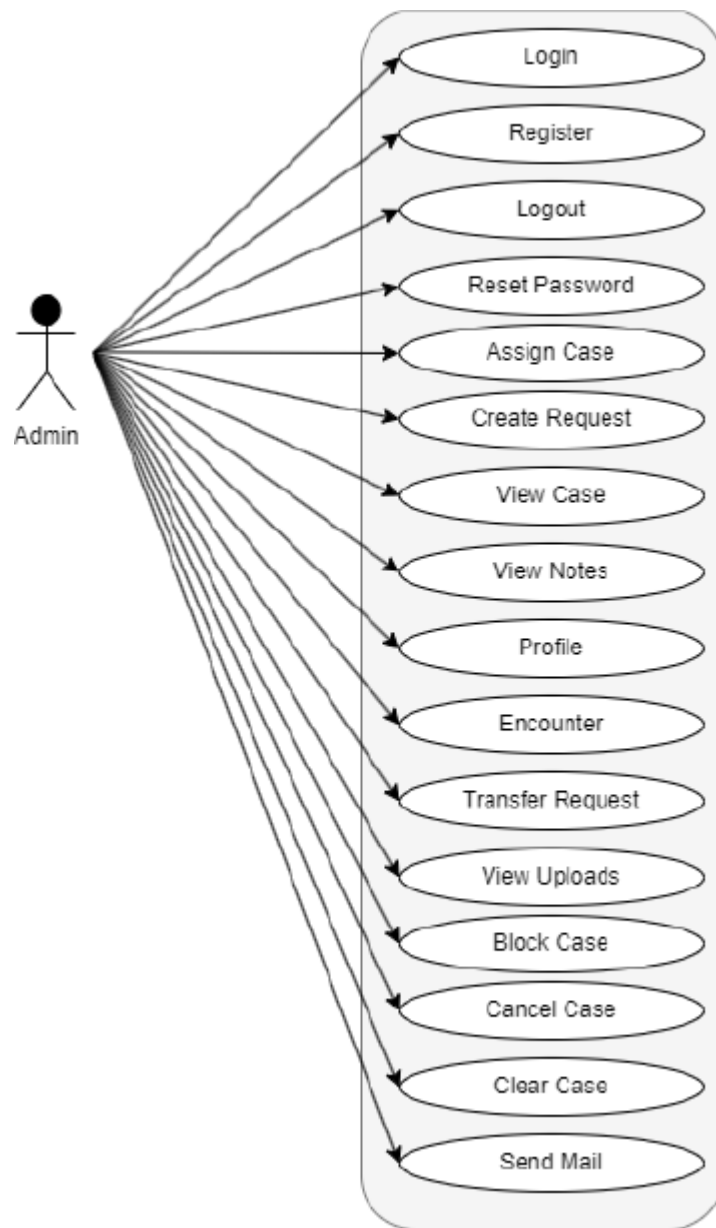 Login
Register
Logout
Reset Password
Assign Case
Admin
Create Request
View Case
View Notes
Profile
Encounter
Transfer Request
View Uploads
Block Case
Cancel Case
Clear Case
Send Mail